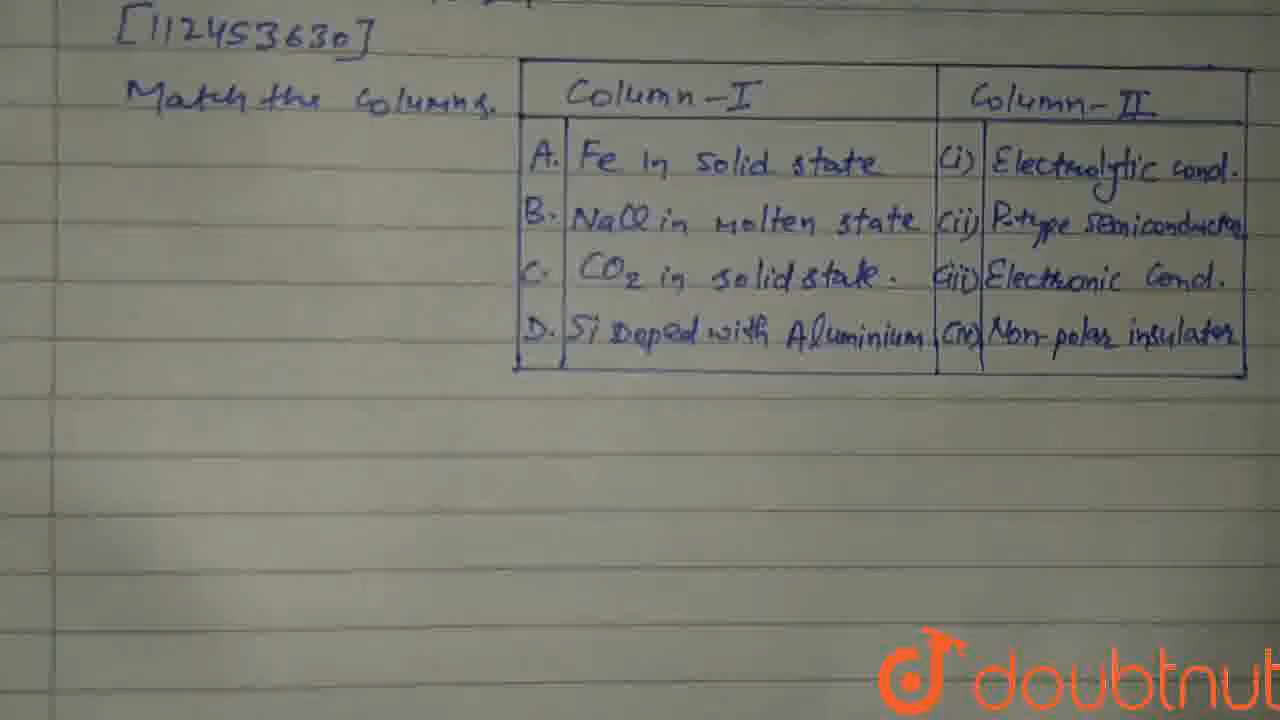 [112453630]
Match the columns.
Column-I Column-II
A. Fe in solid state (i) Electrolytic cond.
B. NaCl in molten state (ii) P-type semiconductor
C. CO2 in solid state. (iii) Electronic Cond.
D. Si Doped with Aluminium (iv) Non-polar insulator
doubtnut